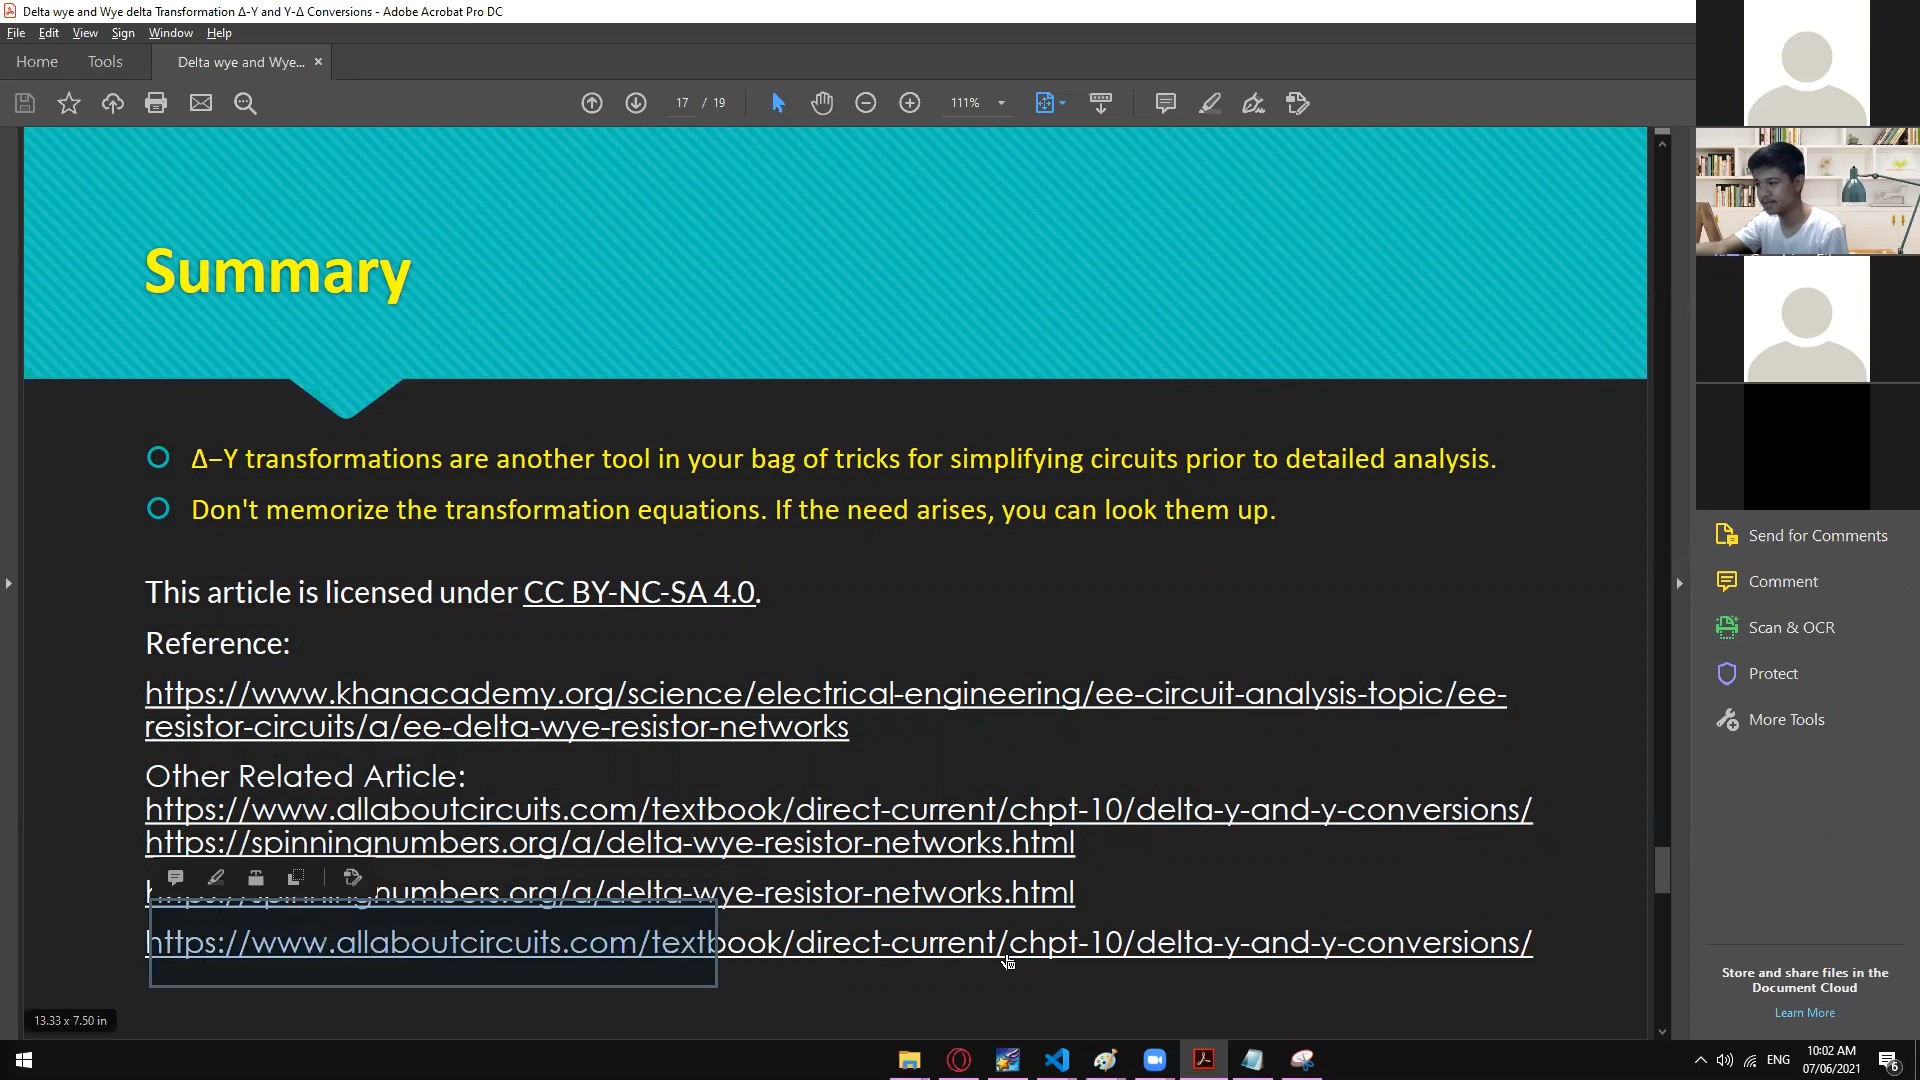 Delta wye and Wye delta Transformation Δ-Y and Y-Δ Conversions - Adobe Acrobat Pro DC
File Edit View Sign Window Help
Home Tools Delta wye and Wye... ×
17 / 19 111%
Summary
Δ–Y transformations are another tool in your bag of tricks for simplifying circuits prior to detailed analysis.
Don't memorize the transformation equations. If the need arises, you can look them up.
This article is licensed under CC BY-NC-SA 4.0.
Reference:
https://www.khanacademy.org/science/electrical-engineering/ee-circuit-analysis-topic/ee-
resistor-circuits/a/ee-delta-wye-resistor-networks
Other Related Article:
https://www.allaboutcircuits.com/textbook/direct-current/chpt-10/delta-y-and-y-conversions/
https://spinningnumbers.org/a/delta-wye-resistor-networks.html
https://spinningnumbers.org/a/delta-wye-resistor-networks.html
https://www.allaboutcircuits.com/textbook/direct-current/chpt-10/delta-y-and-y-conversions/
13.33 x 7.50 in
Send for Comments
Comment
Scan & OCR
Protect
More Tools
Store and share files in the
Document Cloud
Learn More
ENG
10:02 AM
07/06/2021
6